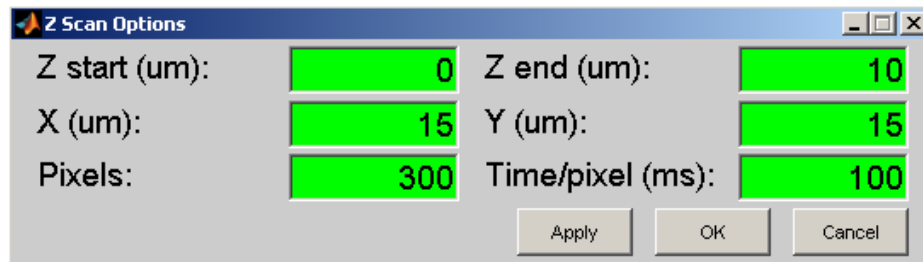 Z Scan Options
Z start (um): 0 Z end (um): 10
X (um): 15 Y (um): 15
Pixels: 300 Time/pixel (ms): 100
Apply OK Cancel